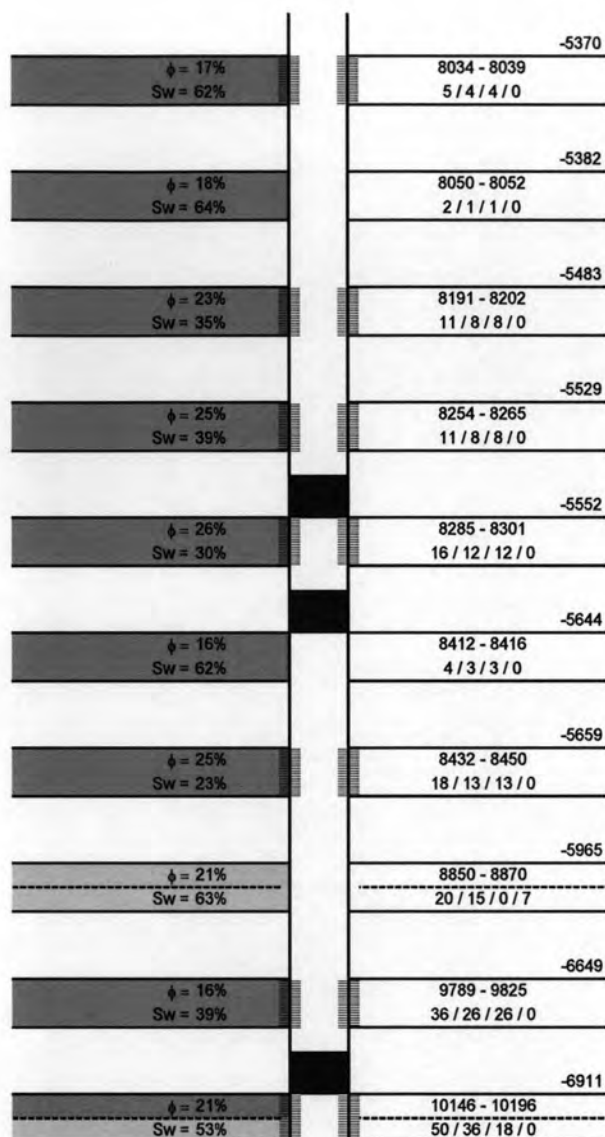 -5370
ϕ = 17% 8034 - 8039
Sw = 62% 5 / 4 / 4 / 0
-5382
ϕ = 18% 8050 - 8052
Sw = 64% 2 / 1 / 1 / 0
-5483
ϕ = 23% 8191 - 8202
Sw = 35% 11 / 8 / 8 / 0
-5529
ϕ = 25% 8254 - 8265
Sw = 39% 11 / 8 / 8 / 0
-5552
ϕ = 26% 8285 - 8301
Sw = 30% 16 / 12 / 12 / 0
-5644
ϕ = 16% 8412 - 8416
Sw = 62% 4 / 3 / 3 / 0
-5659
ϕ = 25% 8432 - 8450
Sw = 23% 18 / 13 / 13 / 0
-5965
ϕ = 21% 8850 - 8870
Sw = 63% 20 / 15 / 0 / 7
-6649
ϕ = 16% 9789 - 9825
Sw = 39% 36 / 26 / 26 / 0
-6911
ϕ = 21% 10146 - 10196
Sw = 53% 50 / 36 / 18 / 0